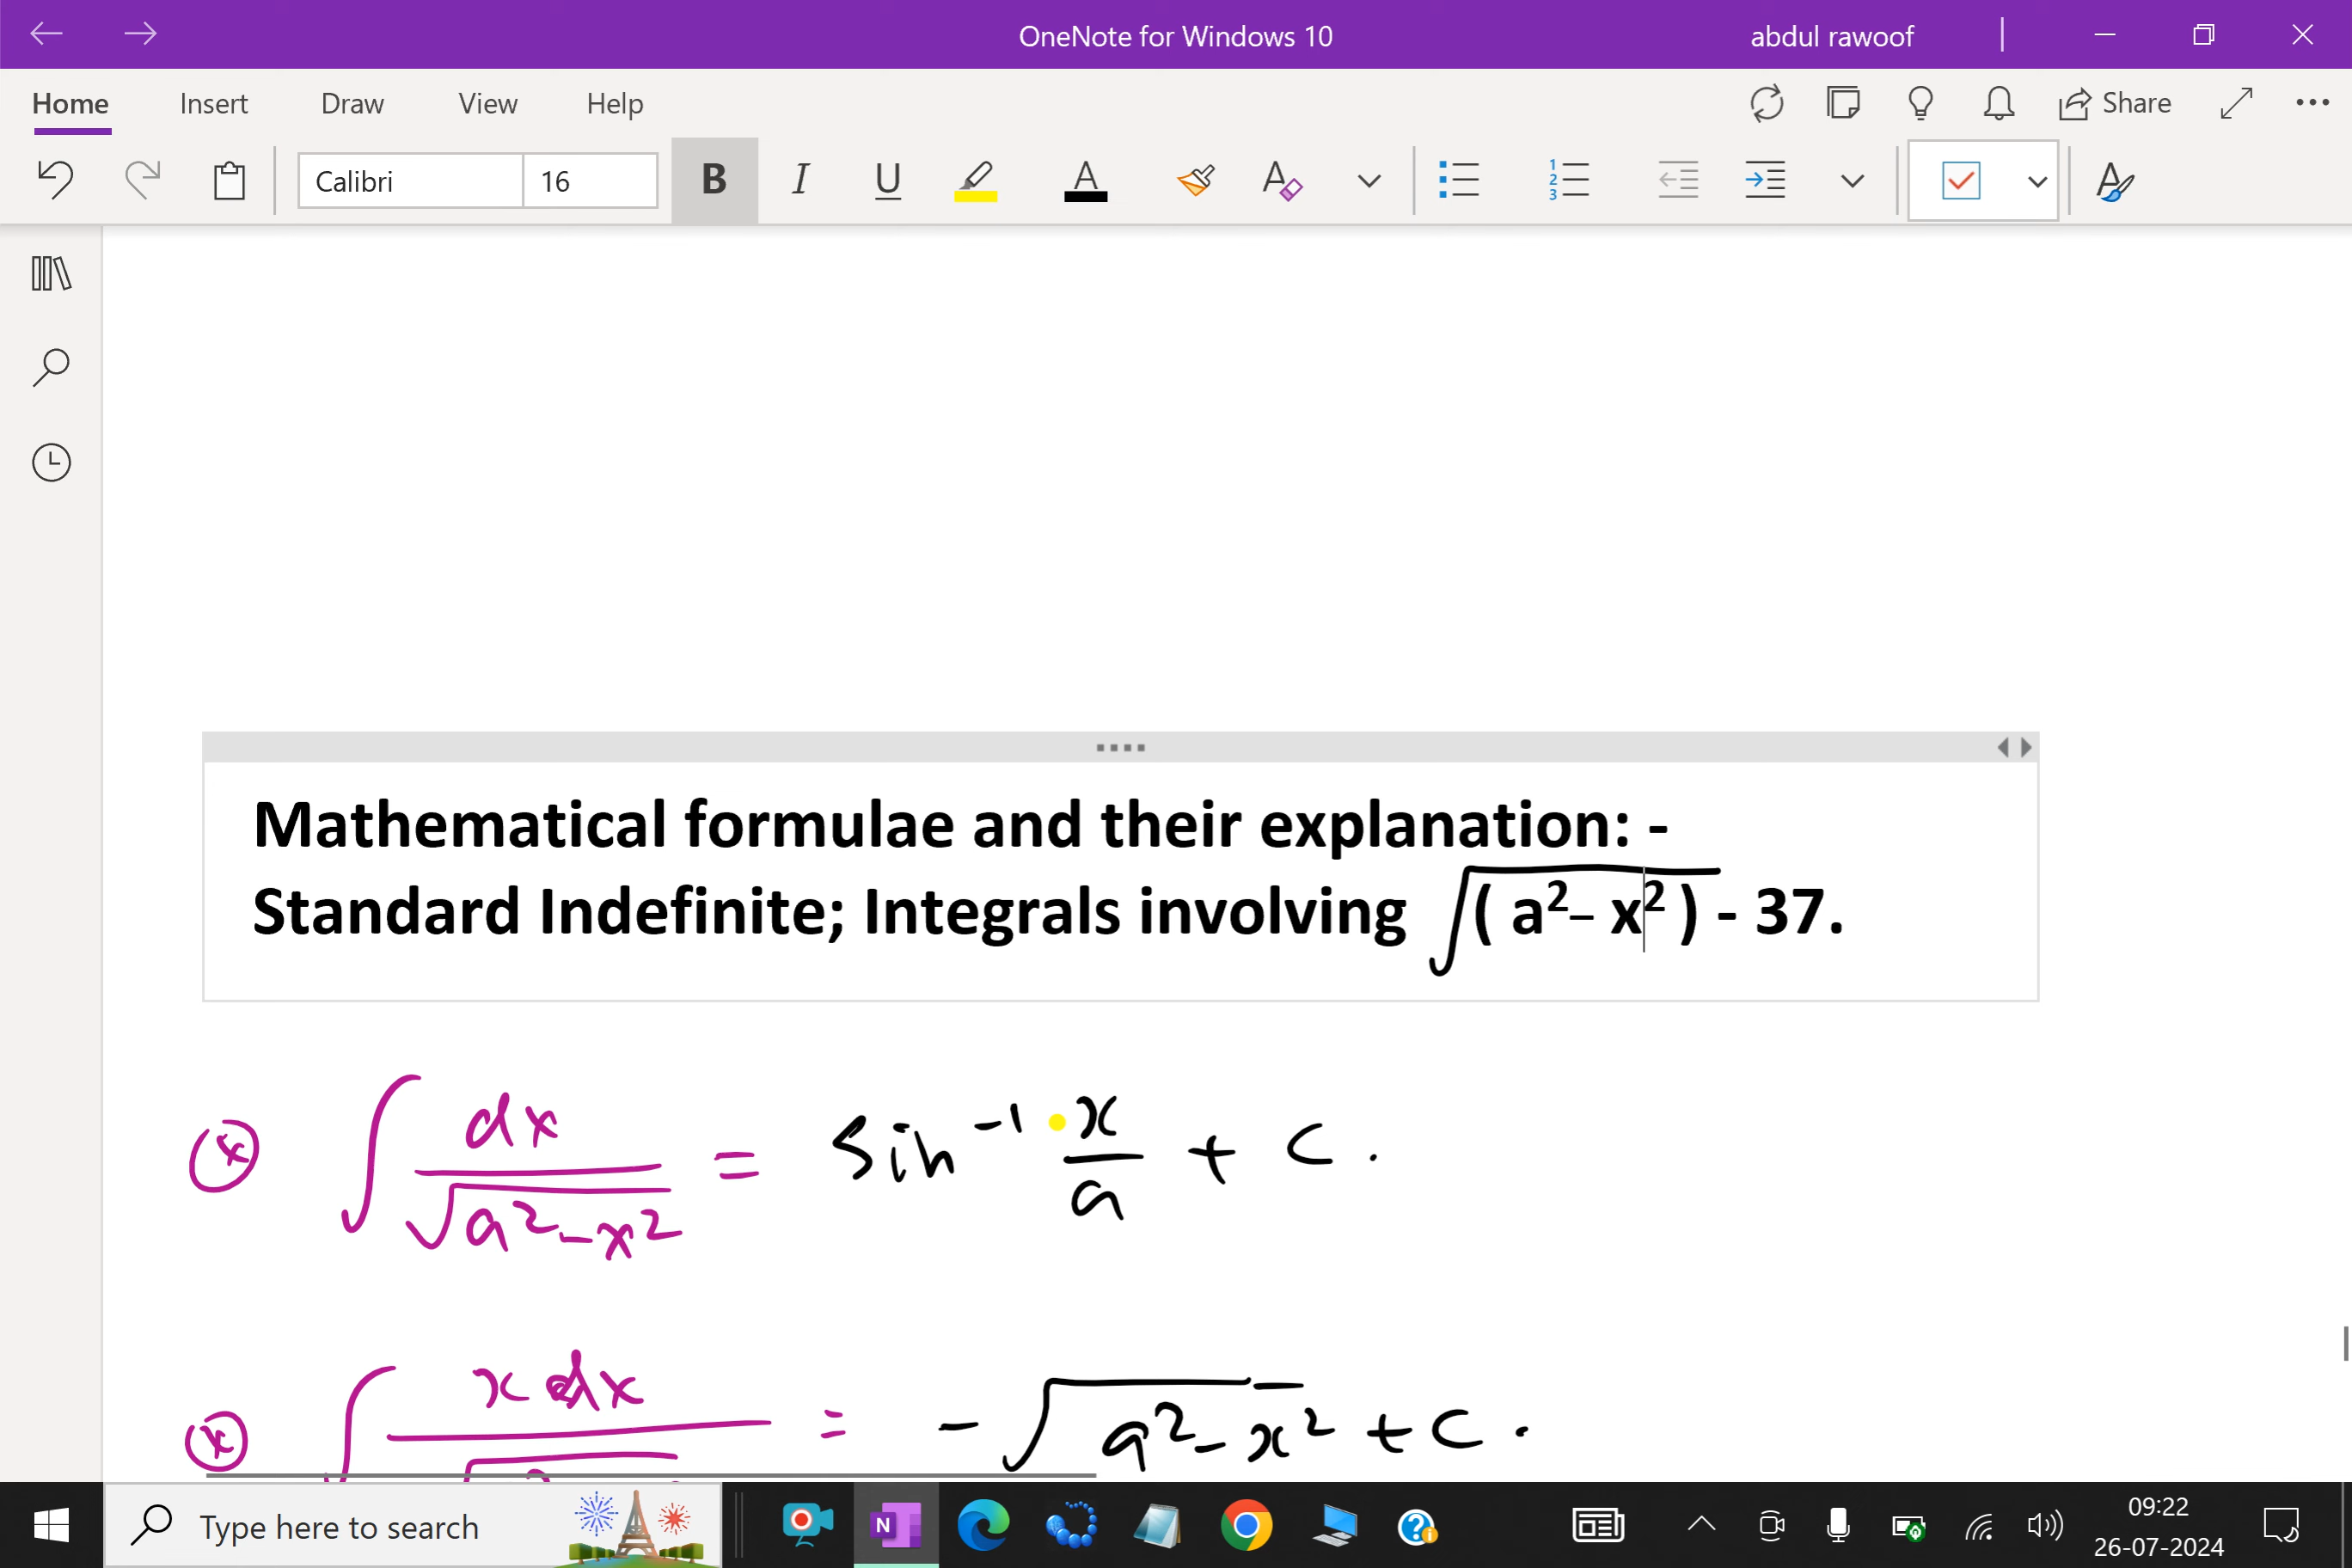 OneNote for Windows 10
abdul rawoof
Home Insert Draw View Help
Share
Calibri 16 B I U A A
Mathematical formulae and their explanation: -
Standard Indefinite; Integrals involving √( a²– x² ) - 37.
∫ dx / √a²-x² = sin⁻¹ x/a + c.
∫ x dx / √ = -√a²-x² + c.
Type here to search
09:22
26-07-2024